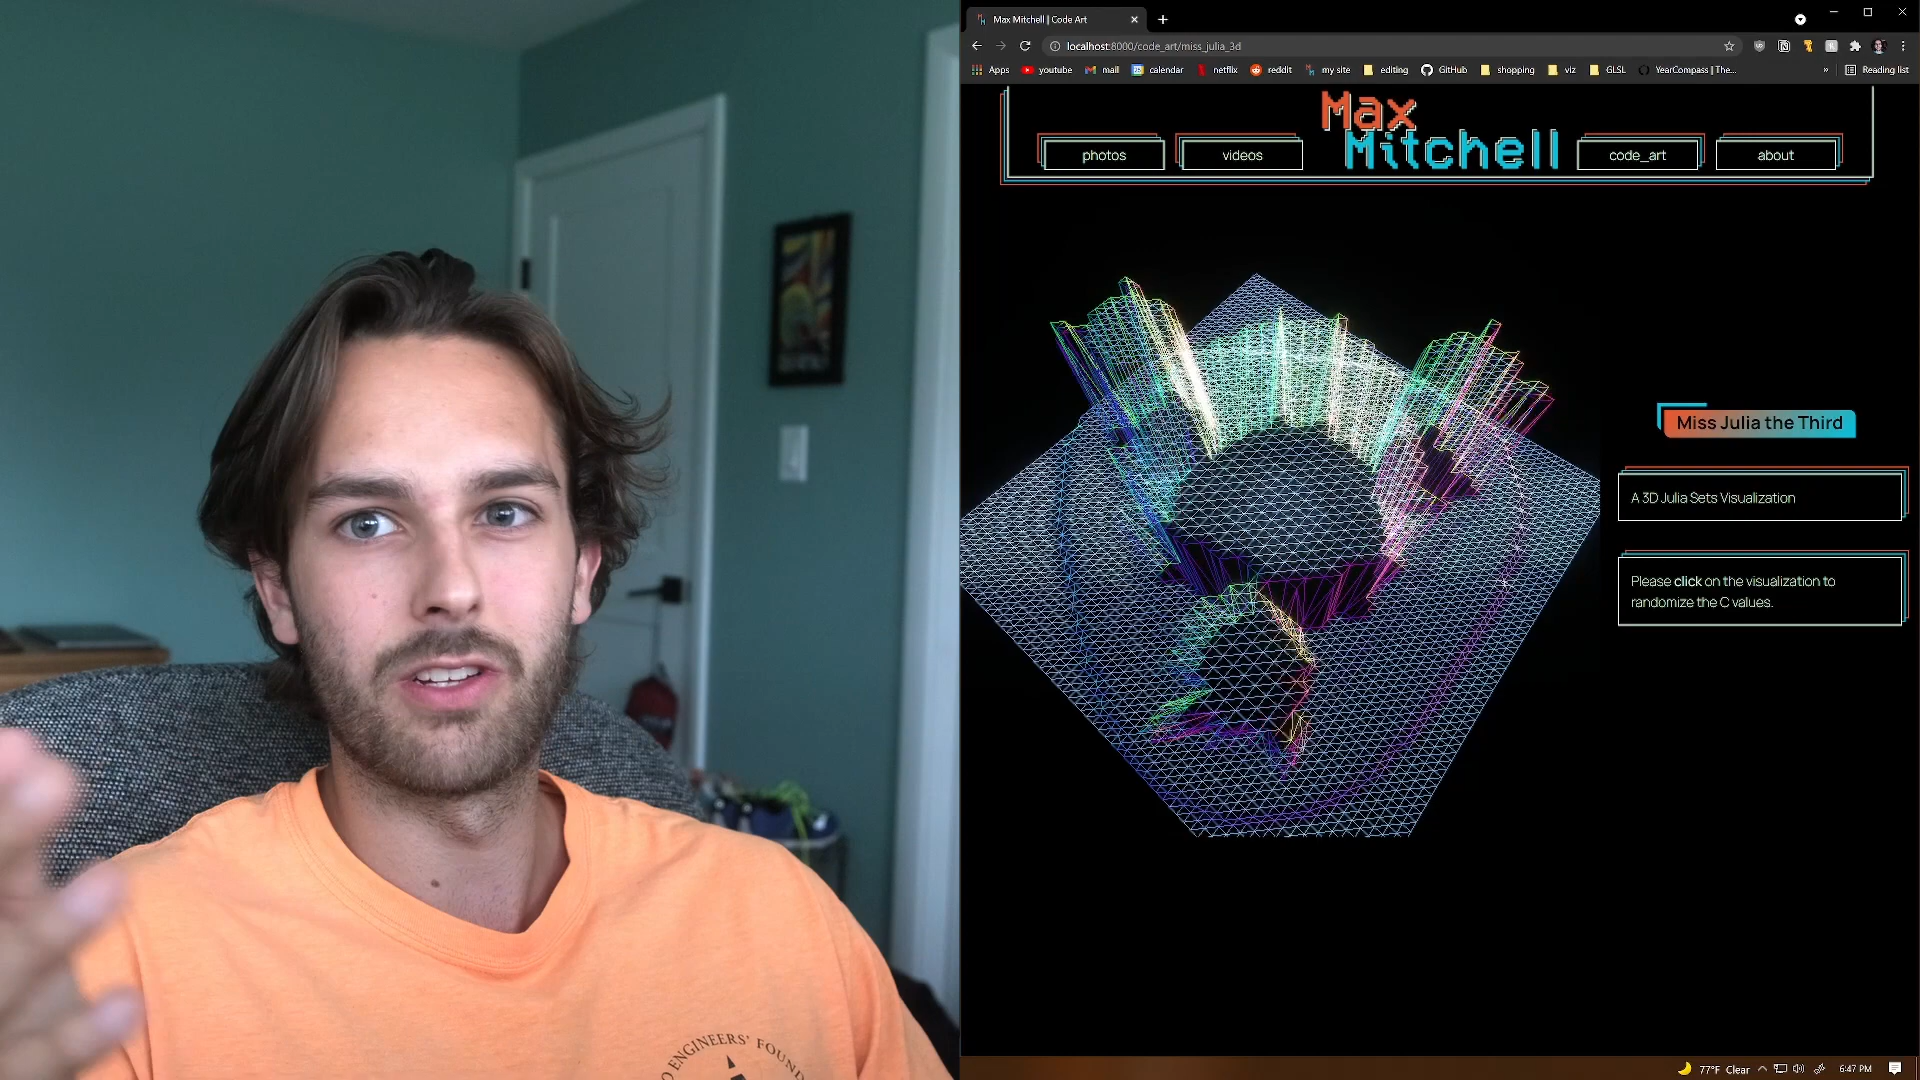 Max Mitchell | Code Art
localhost:8000/code_art/miss_julia_3d
Apps youtube mail calendar netflix reddit my site editing GitHub shopping viz GLSL YearCompass | The... » Reading list
Max
Mitchell
photos videos code_art about
Miss Julia the Third
A 3D Julia Sets Visualization
Please click on the visualization to
randomize the C values.
ENGINEERS' FOUND
77°F Clear 6:47 PM